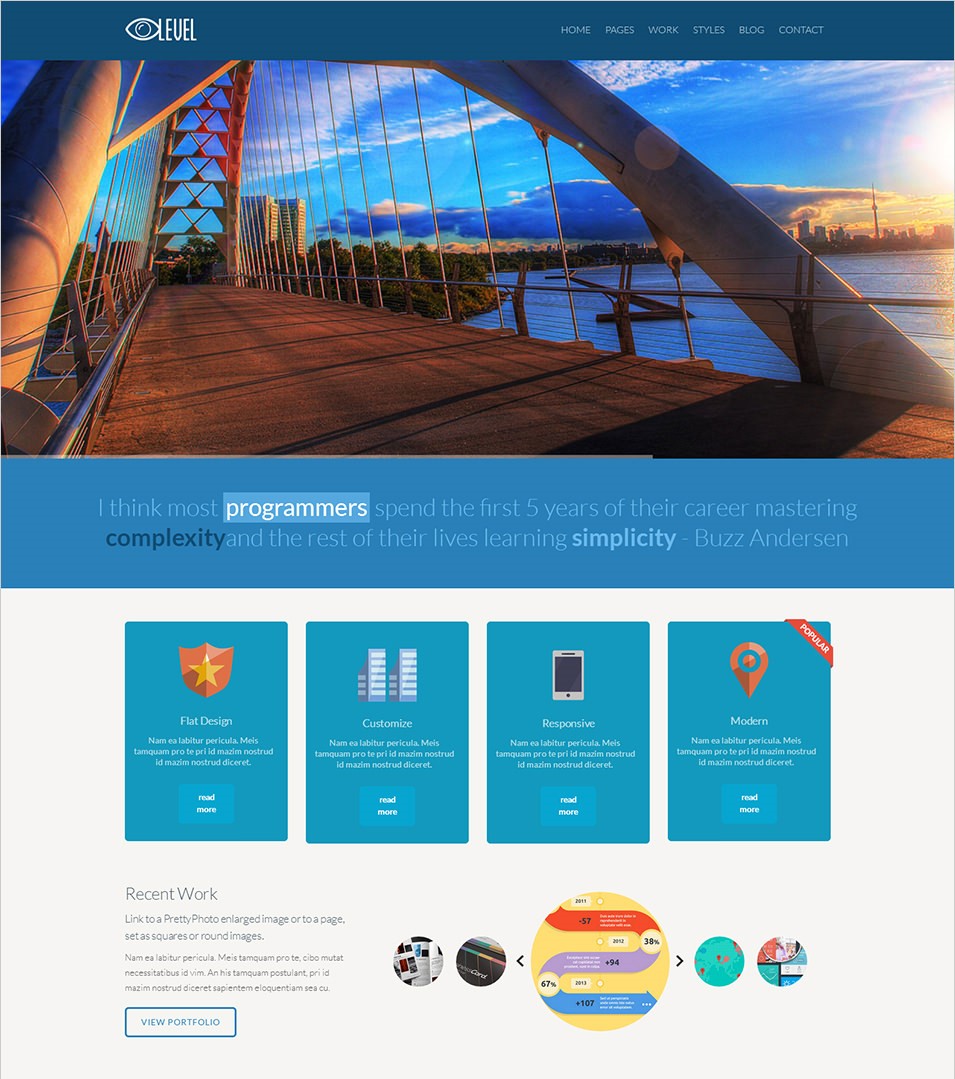 LEVEL
HOME PAGES WORK STYLES BLOG CONTACT
I think most programmers spend the first 5 years of their career mastering
complexityand the rest of their lives learning simplicity - Buzz Andersen
Flat Design
Nam ea labitur pericula. Meis
tamquam pro te pri id mazim nostrud
id mazim nostrud diceret.
read
more
Customize
Nam ea labitur pericula. Meis
tamquam pro te pri id mazim nostrud
id mazim nostrud diceret.
read
more
Responsive
Nam ea labitur pericula. Meis
tamquam pro te pri id mazim nostrud
id mazim nostrud diceret.
read
more
POPULAR
Modern
Nam ea labitur pericula. Meis
tamquam pro te pri id mazim nostrud
id mazim nostrud diceret.
read
more
Recent Work
Link to a PrettyPhoto enlarged image or to a page,
set as squares or round images.
Nam ea labitur pericula. Meis tamquam pro te, cibo mutat
necessitatibus id vim. An his tamquam postulant, pri id
mazim nostrud diceret sapientem eloquentiam sea cu.
VIEW PORTFOLIO
2011
-57
2012
38%
+94
67%
2013
+107